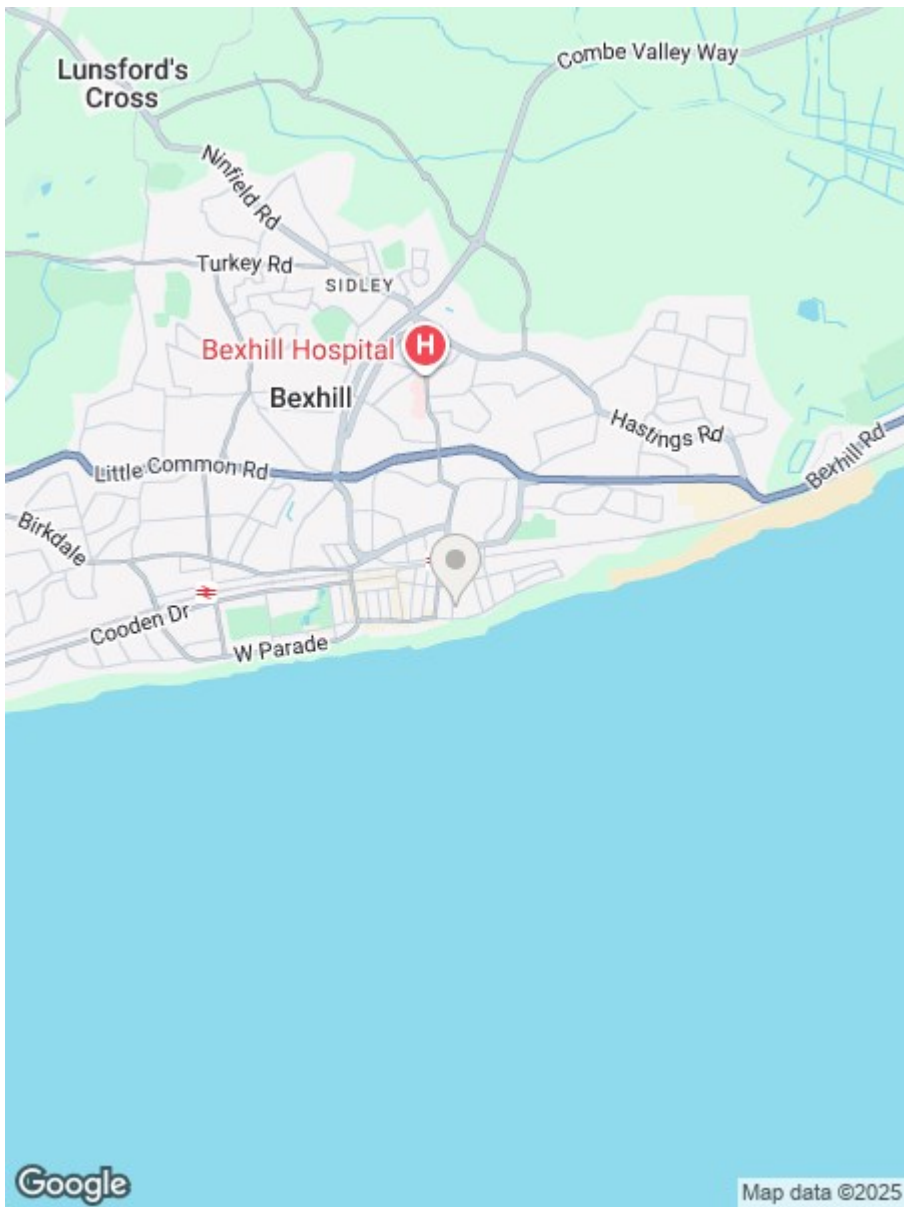 Combe Valley Way
Lunsford's
Cross
Ninfield Rd
Turkey Rd
SIDLEY
Bexhill Hospital
H
Bexhill
Hastings Rd
Little Common Rd
Bexhill Rd
Birkdale
Cooden Dr
W Parade
Google
Map data ©2025